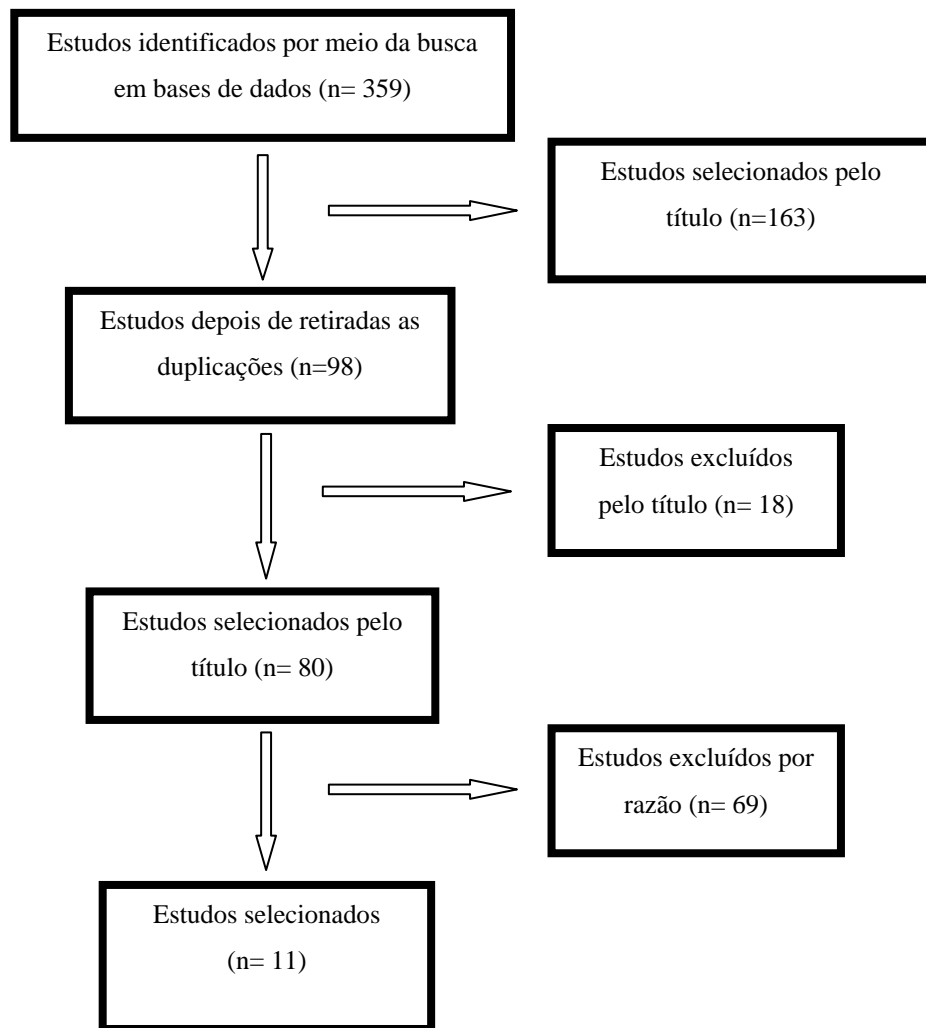 Estudos identificados por meio da busca
em bases de dados (n= 359)
Estudos selecionados pelo
título (n=163)
Estudos depois de retiradas as
duplicações (n=98)
Estudos excluídos
pelo título (n= 18)
Estudos selecionados pelo
título (n= 80)
Estudos excluídos por
razão (n= 69)
Estudos selecionados
(n= 11)